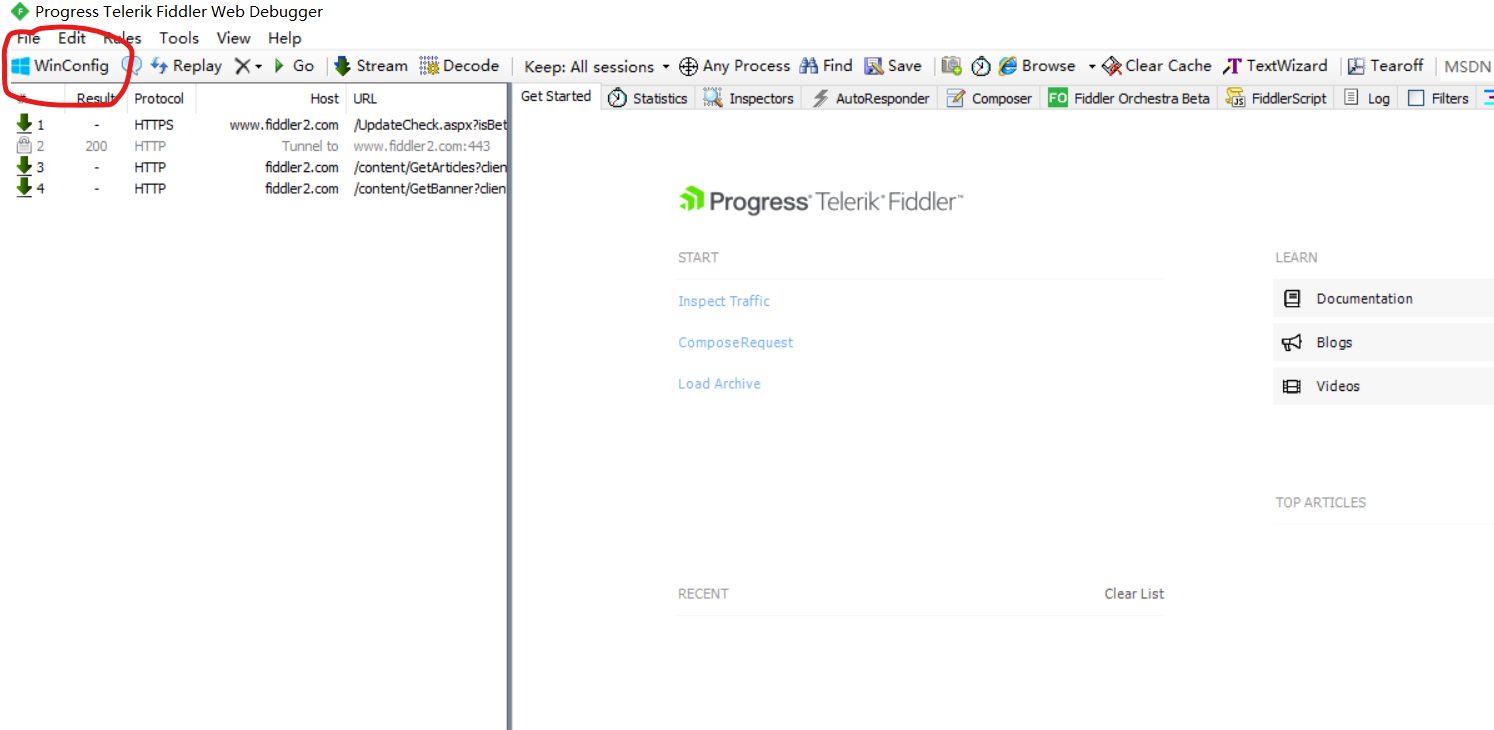 Progress Telerik Fiddler Web Debugger
File Edit Rules Tools View Help
WinConfig Replay Go Stream Decode Keep: All sessions Any Process Find Save Browse Clear Cache TextWizard Tearoff MSDN
# Result Protocol Host URL
Get Started Statistics Inspectors AutoResponder Composer FO Fiddler Orchestra Beta FiddlerScript Log Filters
1 - HTTPS www.fiddler2.com /UpdateCheck.aspx?isBet
2 200 HTTP Tunnel to www.fiddler2.com:443
3 - HTTP fiddler2.com /content/GetArticles?clien
4 - HTTP fiddler2.com /content/GetBanner?clien
Progress Telerik Fiddler
START
Inspect Traffic
ComposeRequest
Load Archive
RECENT Clear List
LEARN
Documentation
Blogs
Videos
TOP ARTICLES